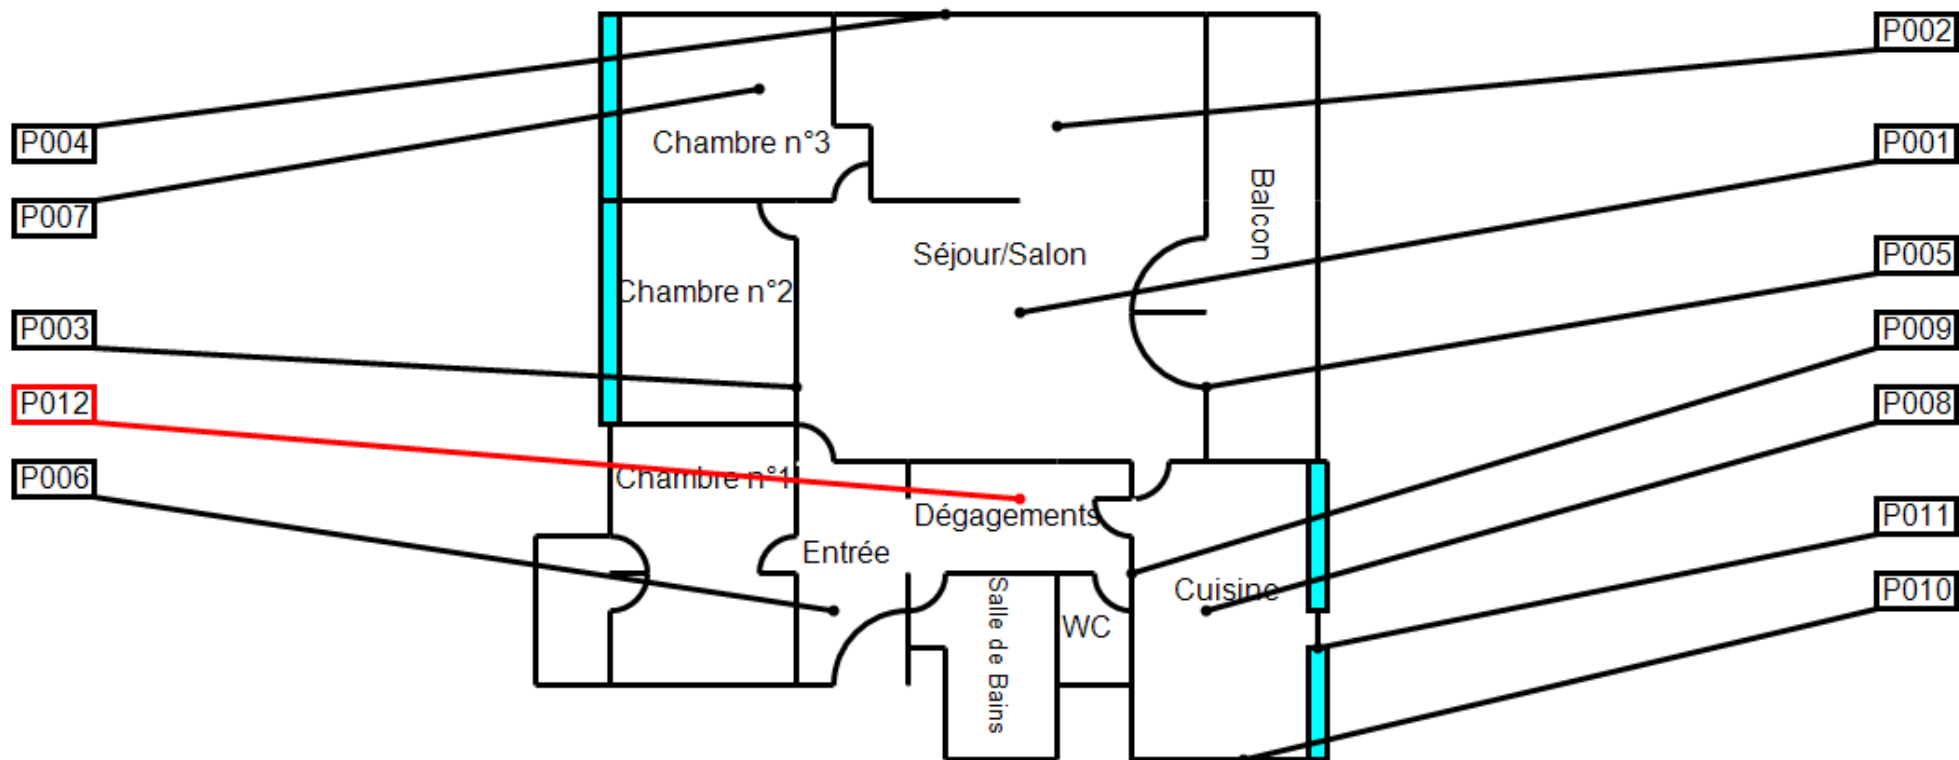 P002
P004
Chambre n°3
P001
P007
Balcon
Séjour/Salon
P005
Chambre n°2
P003
P009
P012
P008
P006
Chambre n°1
Dégagements
P011
Entrée
Cuisine
P010
Salle de Bains
WC